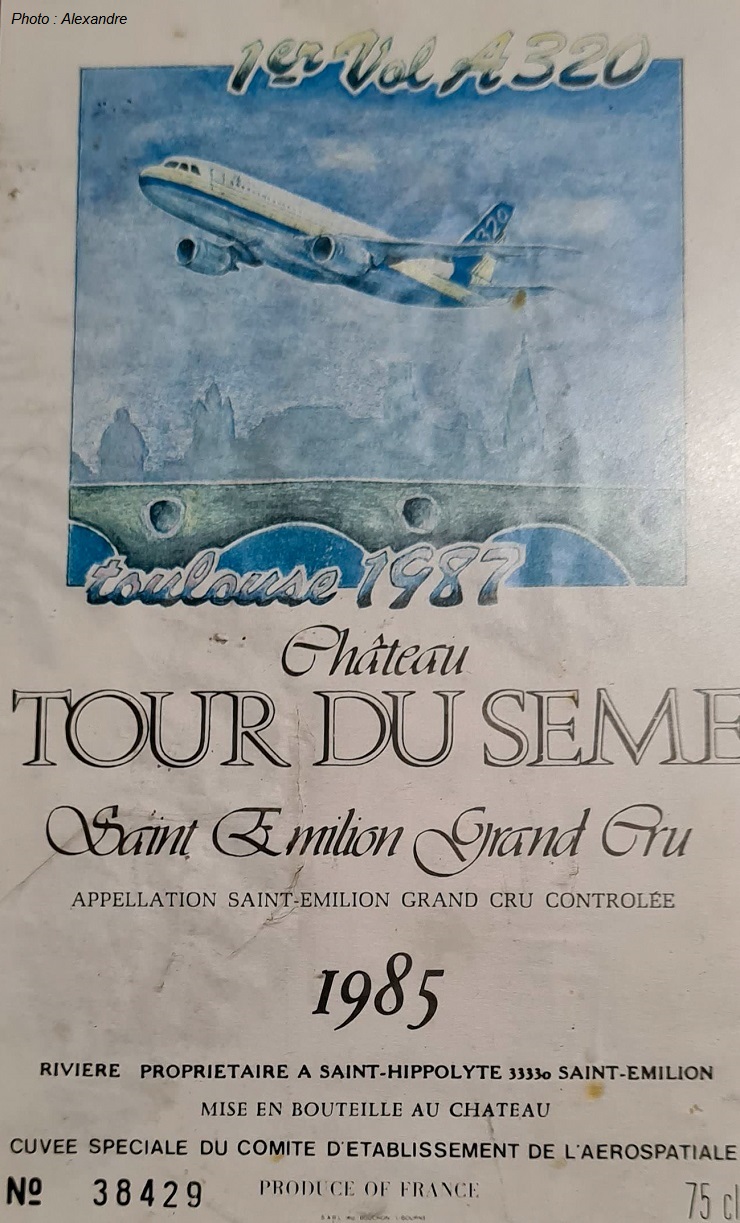 Photo : Alexandre
1er Vol A320
320
toulouse 1987
Château
TOUR DU SEME
Saint Emilion Grand Cru
APPELLATION SAINT-EMILION GRAND CRU CONTROLÉE
1985
RIVIERE PROPRIETAIRE A SAINT-HIPPOLYTE 33330 SAINT-EMILION
MISE EN BOUTEILLE AU CHATEAU
CUVEE SPECIALE DU COMITE D'ETABLISSEMENT DE L'AEROSPATIALE
Nº 38429 PRODUCE OF FRANCE 75 cl